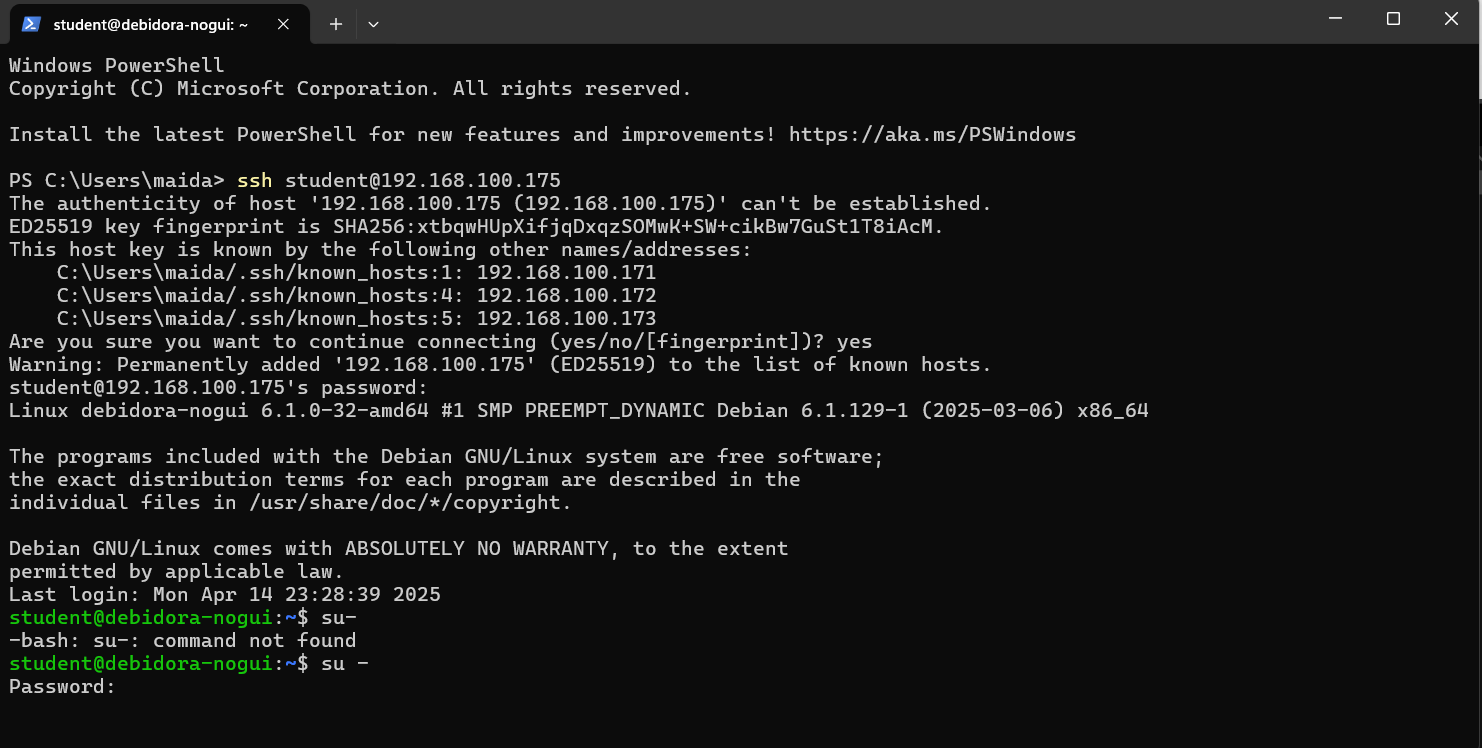 student@debidora-nogui: ~
Windows PowerShell
Copyright (C) Microsoft Corporation. All rights reserved.
Install the latest PowerShell for new features and improvements! https://aka.ms/PSWindows
PS C:\Users\maida> ssh student@192.168.100.175
The authenticity of host '192.168.100.175 (192.168.100.175)' can't be established.
ED25519 key fingerprint is SHA256:xtbqwHUpXifjqDxqzSOMwK+SW+cikBw7GuSt1T8iAcM.
This host key is known by the following other names/addresses:
    C:\Users\maida/.ssh/known_hosts:1: 192.168.100.171
    C:\Users\maida/.ssh/known_hosts:4: 192.168.100.172
    C:\Users\maida/.ssh/known_hosts:5: 192.168.100.173
Are you sure you want to continue connecting (yes/no/[fingerprint])? yes
Warning: Permanently added '192.168.100.175' (ED25519) to the list of known hosts.
student@192.168.100.175's password:
Linux debidora-nogui 6.1.0-32-amd64 #1 SMP PREEMPT_DYNAMIC Debian 6.1.129-1 (2025-03-06) x86_64
The programs included with the Debian GNU/Linux system are free software;
the exact distribution terms for each program are described in the
individual files in /usr/share/doc/*/copyright.
Debian GNU/Linux comes with ABSOLUTELY NO WARRANTY, to the extent
permitted by applicable law.
Last login: Mon Apr 14 23:28:39 2025
student@debidora-nogui:~$ su-
-bash: su-: command not found
student@debidora-nogui:~$ su -
Password: